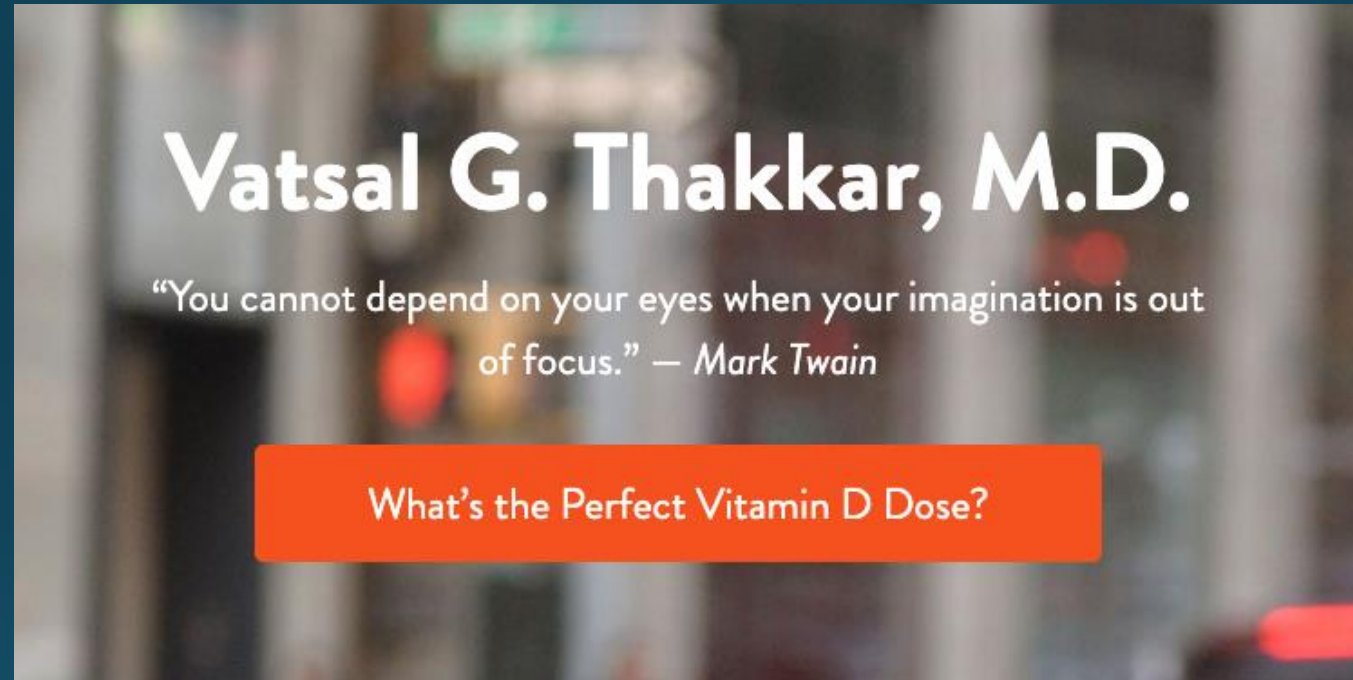 Vatsal G. Thakkar, M.D.
“You cannot depend on your eyes when your imagination is out
of focus.” — Mark Twain
What’s the Perfect Vitamin D Dose?